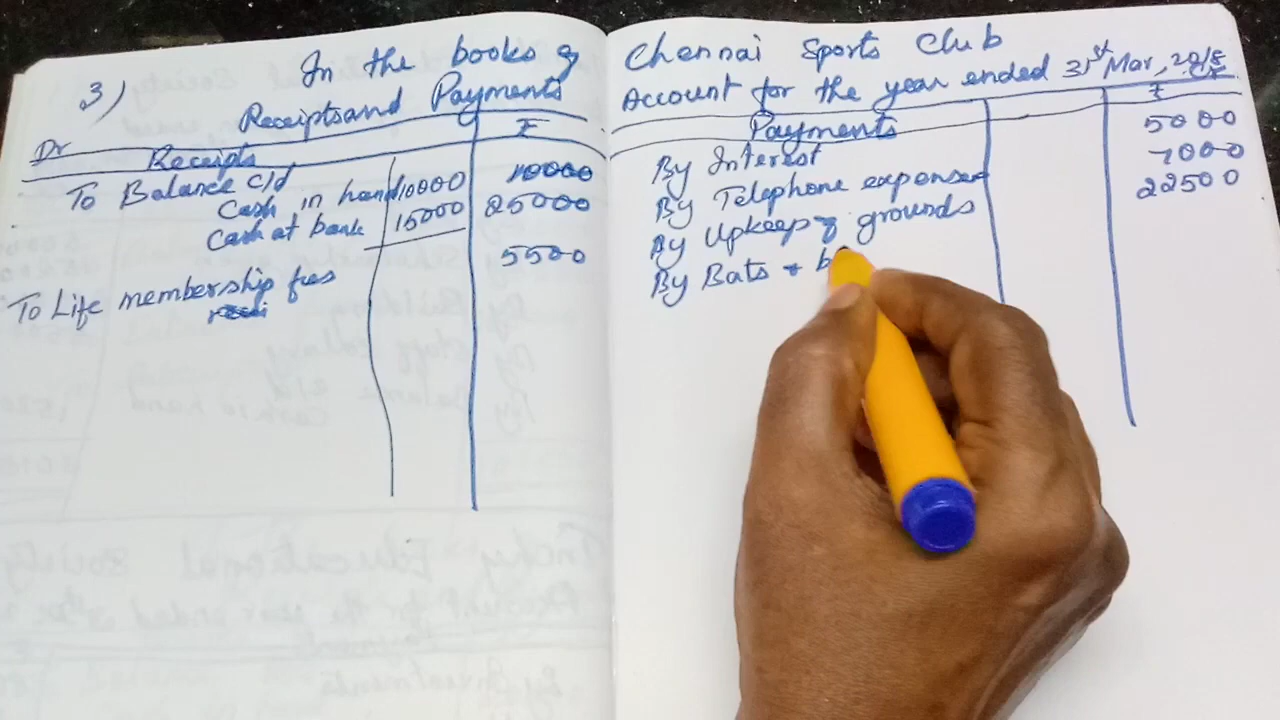 3) In the books of Chennai Sports Club
Receipts and Payments Account for the year ended 31st Mar, 2018
Dr
Receipts ₹
To Balance c/d
Cash in hand 10000 10000
Cash at bank 15000 25000
To Life membership fees 5500
Payments ₹
By Interest 5000
By Telephone expenses 7000
By Upkeep of grounds 22500
By Bats + b